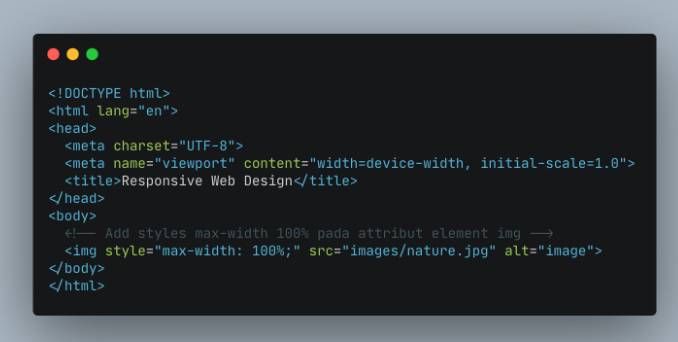 <!DOCTYPE html>
<html lang="en">
<head>
  <meta charset="UTF-8">
  <meta name="viewport" content="width=device-width, initial-scale=1.0">
  <title>Responsive Web Design</title>
</head>
<body>
  <!-- Add styles max-width 100% pada attribut element img -->
  <img style="max-width: 100%;" src="images/nature.jpg" alt="image">
</body>
</html>